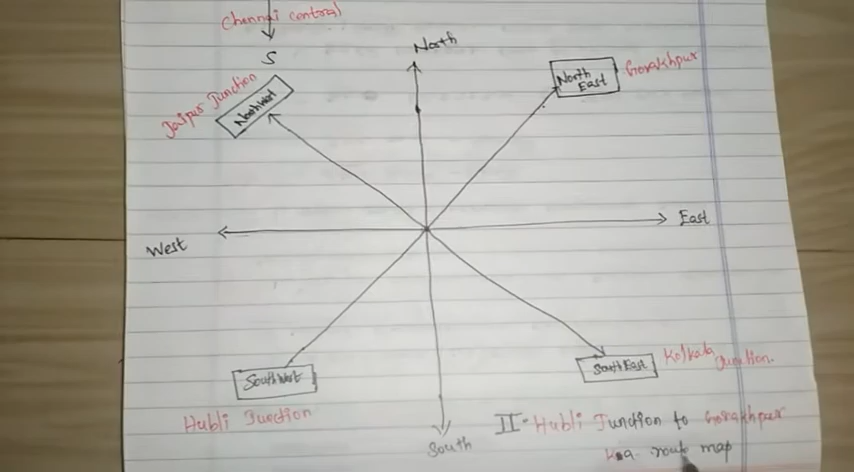 Chennai central
S
North
North
East
Gorakhpur
Jaipur Junction
North West
West
East
South West
South East
Kolkata Junction.
Hubli Junction
South
II - Hubli Junction to Gorakhpur
ka route map